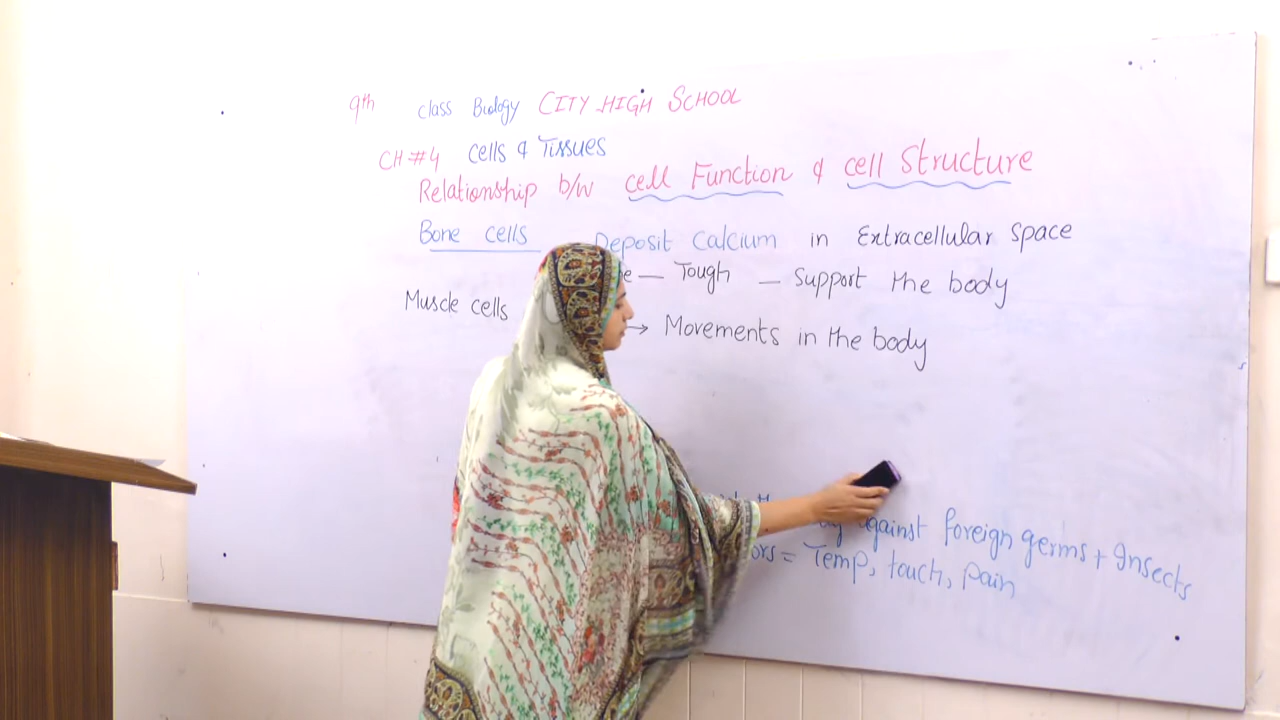 9th class Biology CITY HIGH SCHOOL
CH #4 Cells & Tissues
Relationship b/w cell Function & cell Structure
Bone cells Deposit Calcium in Extracellular space
Tough — Support the body
Muscle cells → Movements in the body
against foreign germs + Insects
= Temp, touch, pain